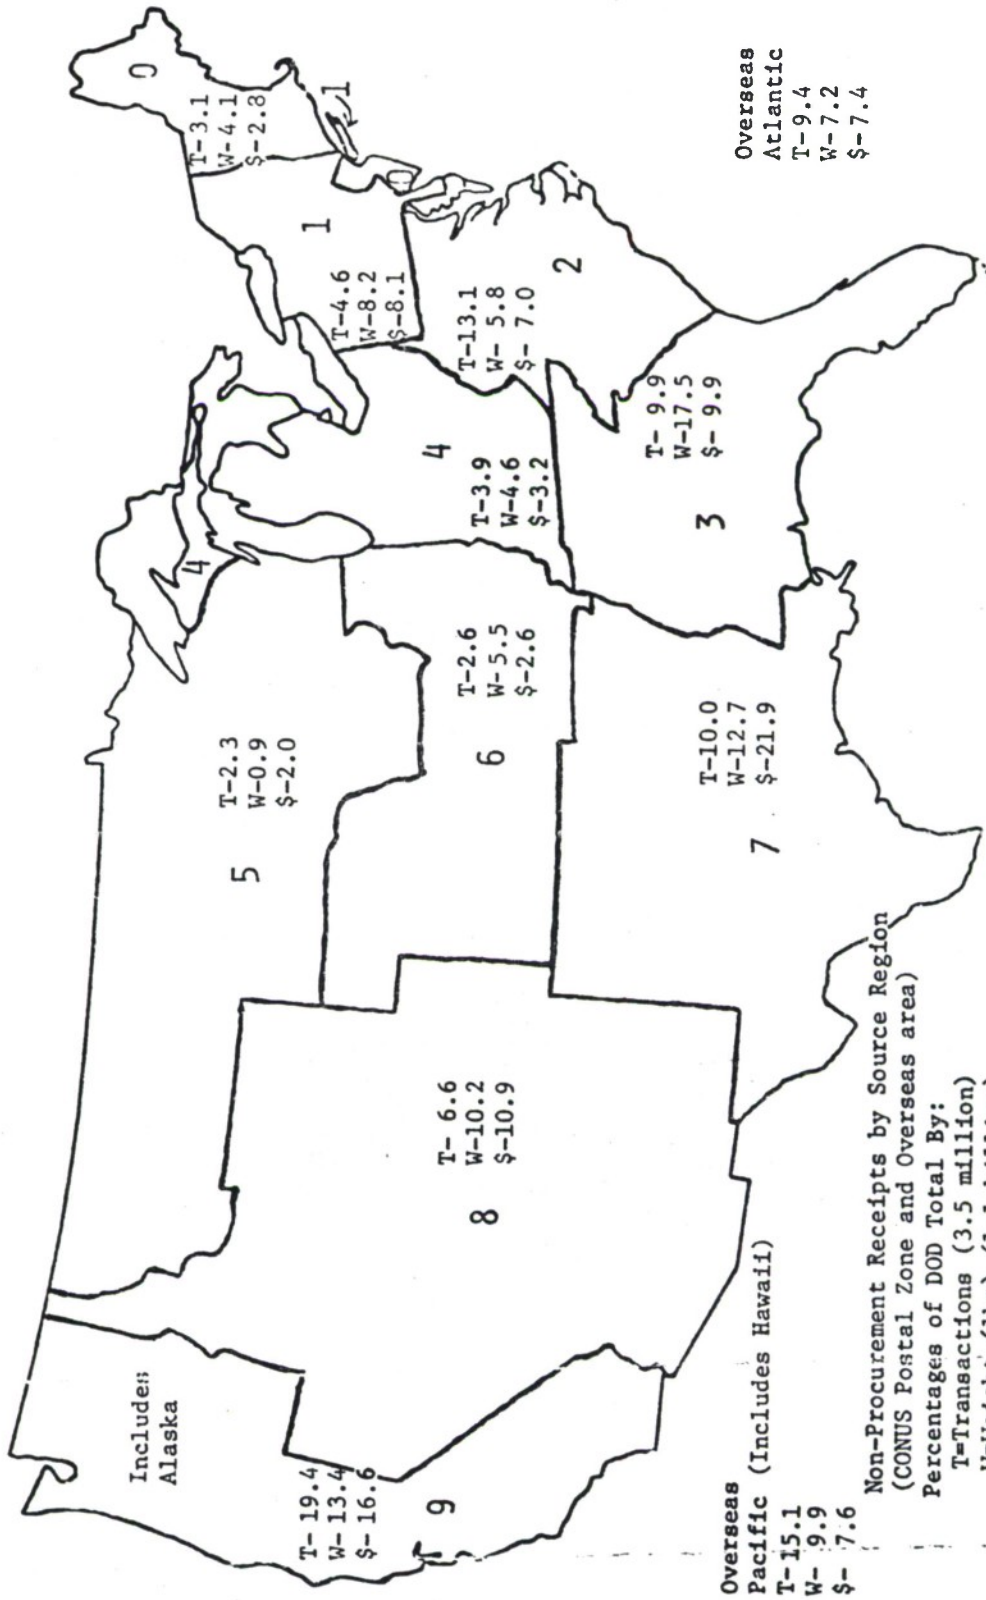 0
T-3.1
W-4.1
$-2.8
1
1
T-4.6
W-8.2
$-8.1
2
T-13.1
W- 5.8
$- 7.0
Overseas
Atlantic
T-9.4
W-7.2
$-7.4
4
4
T-3.9
W-4.6
$-3.2
3
T- 9.9
W-17.5
$- 9.9
5
T-2.3
W-0.9
$-2.0
6
T-2.6
W-5.5
$-2.6
7
T-10.0
W-12.7
$-21.9
8
T- 6.6
W-10.2
$-10.9
Includes
Alaska
T- 19.4
W- 13.4
$- 16.6
9
Overseas
Pacific (Includes Hawaii)
T-15.1
W- 9.9
$- 7.6
Non-Procurement Receipts by Source Region
(CONUS Postal Zone and Overseas area)
Percentages of DOD Total By:
T=Transactions (3.5 million)